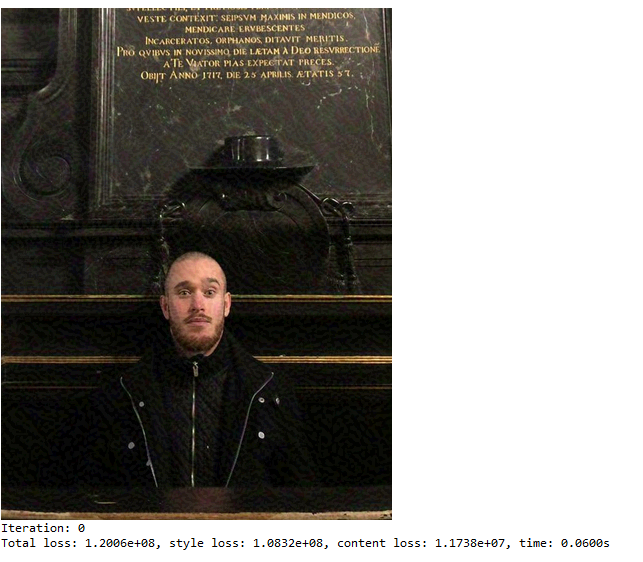 INTELLECTIS, ET
VESTE CONTEXIT. SEIPSVM MAXIMIS IN MENDICOS,
MENDICARE ERVBESCENTES
INCARCERATOS, ORPHANOS, DITAVIT MERITIS.
PRO QVIBVS IN NOVISSIMO DIE LÆTAM À DEO RESVRRECTIONE
A TE VIATOR PIAS EXPECTAT PRECES.
OBIJT ANNO 1717, DIE 25 APRILIS. ÆTATIS 57.
Iteration: 0
Total loss: 1.2006e+08, style loss: 1.0832e+08, content loss: 1.1738e+07, time: 0.0600s